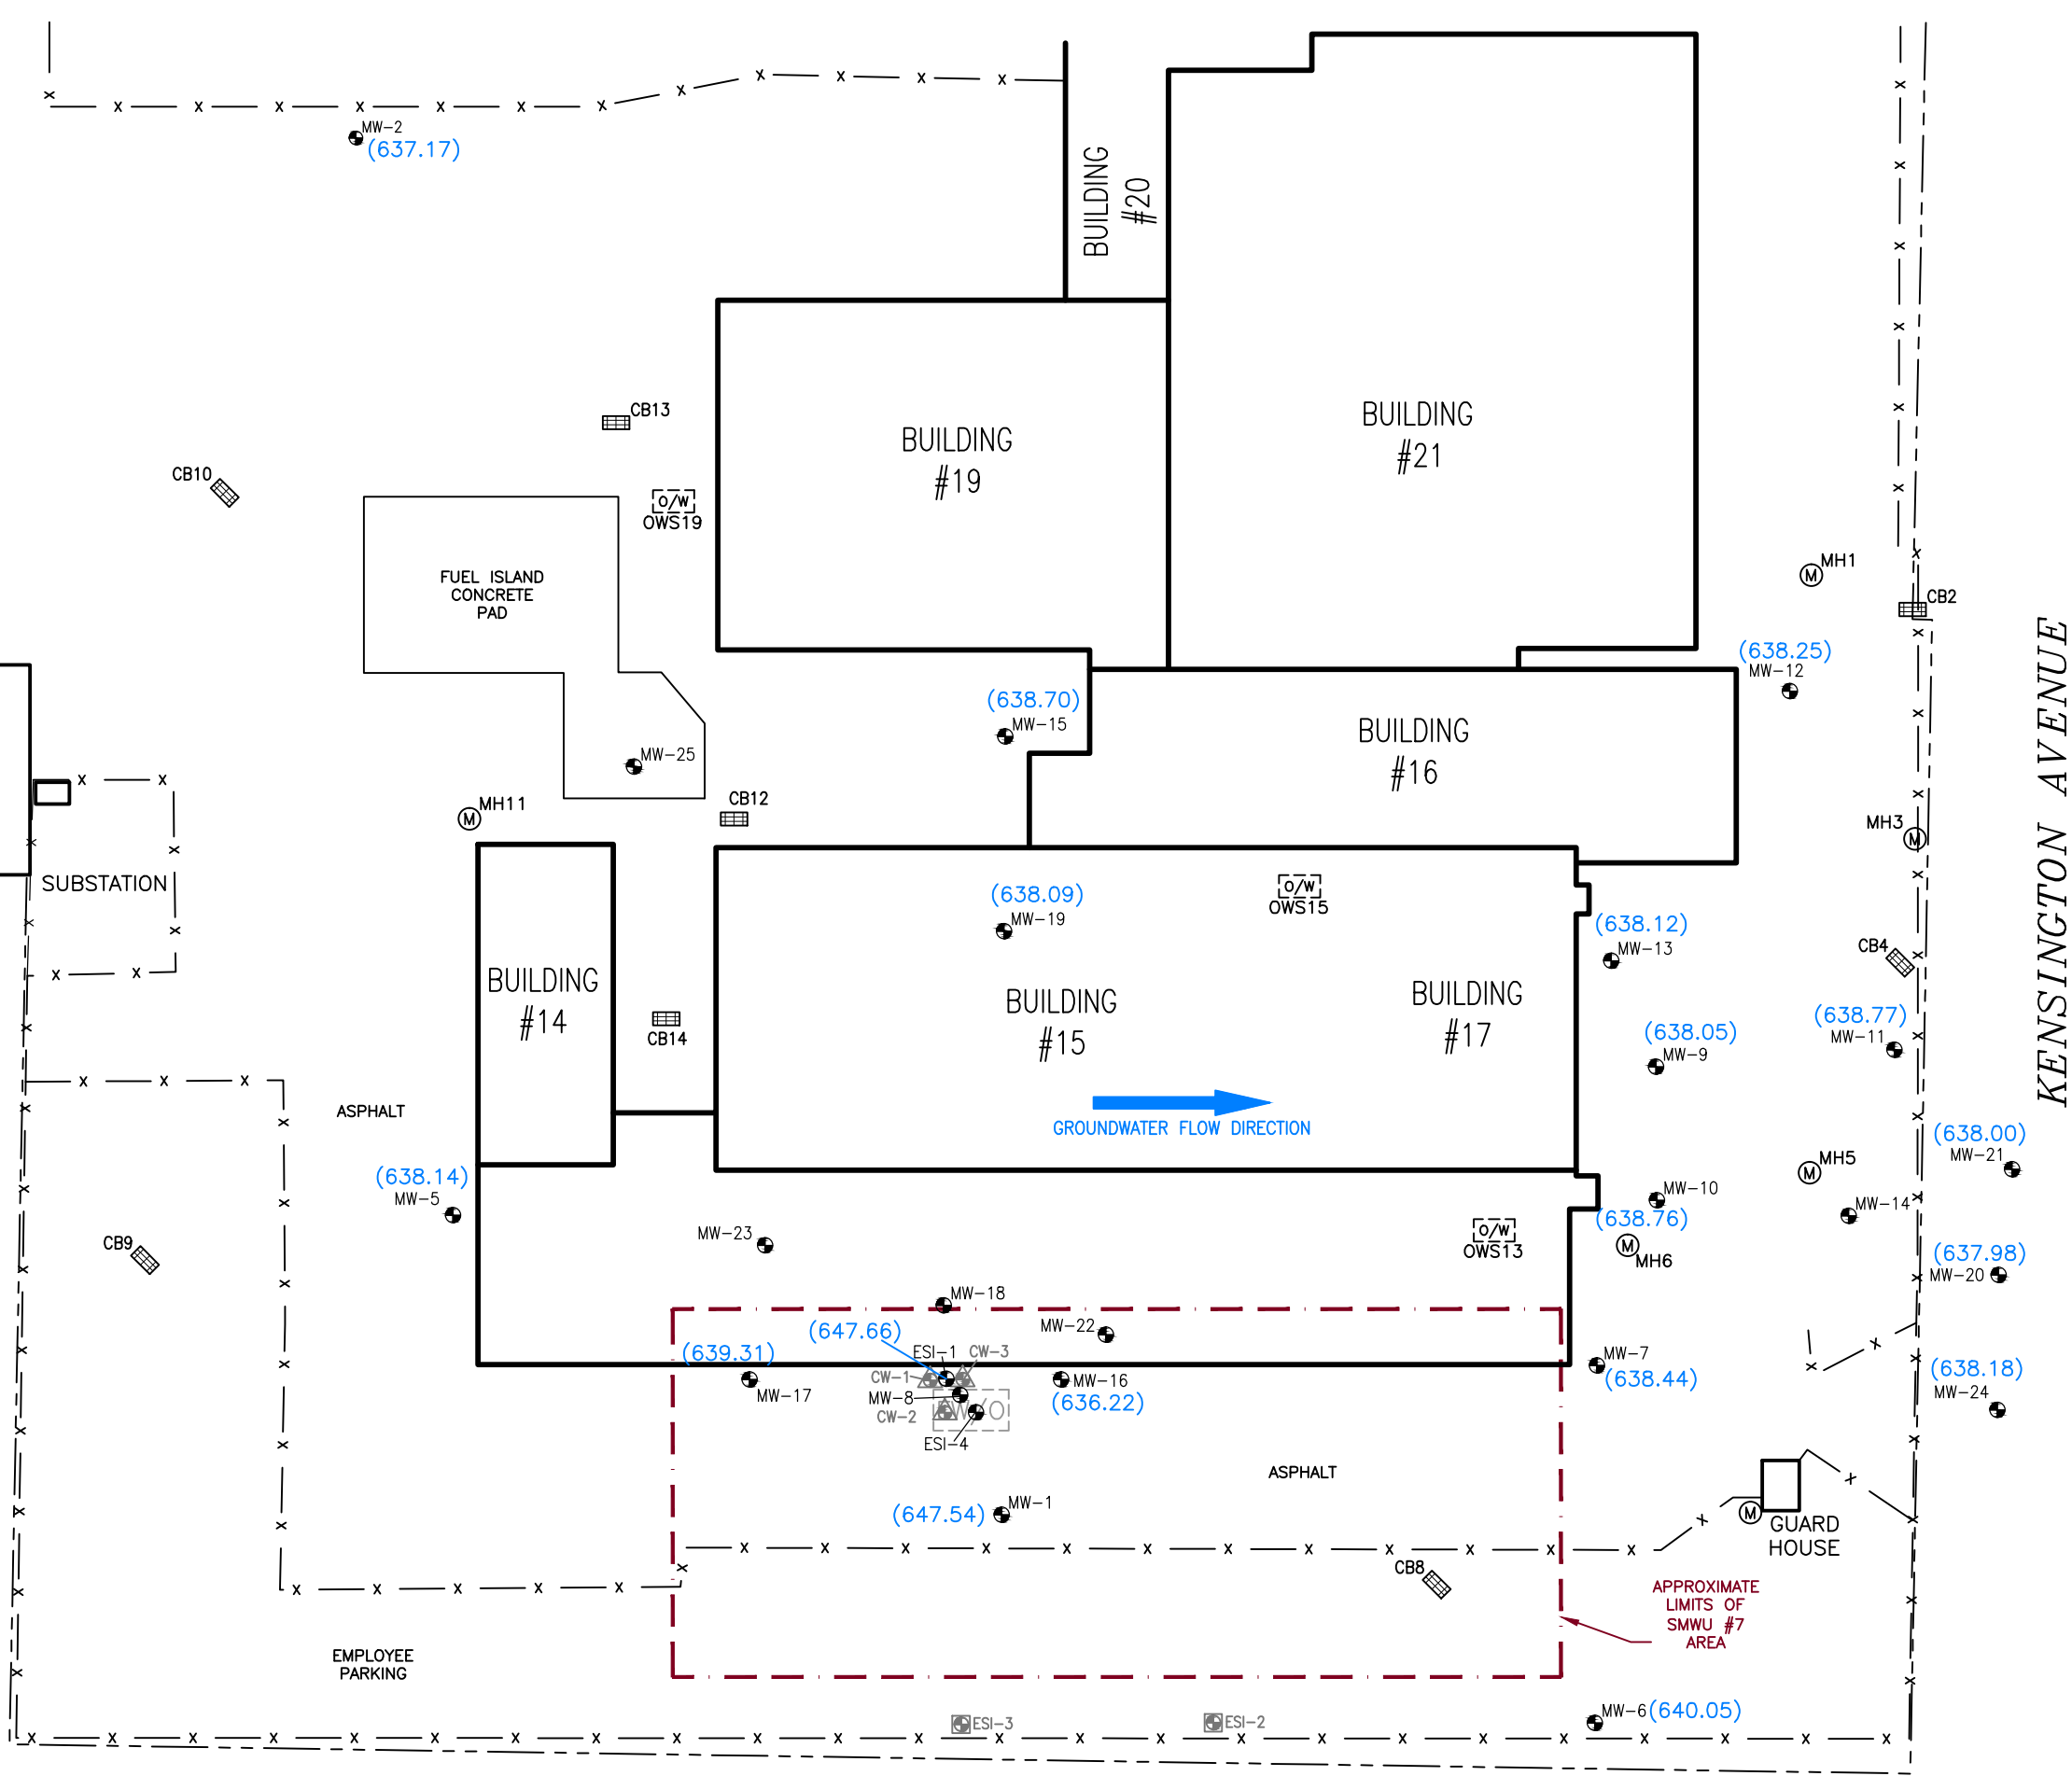 MW-2
(637.17)
BUILDING
#20
CB13
BUILDING
#19
BUILDING
#21
CB10
O/W
OWS19
FUEL ISLAND
CONCRETE
PAD
M
MH1
CB2
KENSINGTON AVENUE
(638.25)
MW-12
(638.70)
MW-15
BUILDING
#16
MW-25
M
MH11
CB12
MH3
M
SUBSTATION
(638.09)
MW-19
O/W
OWS15
(638.12)
MW-13
CB4
BUILDING
#14
BUILDING
#15
BUILDING
#17
CB14
(638.77)
MW-11
(638.05)
MW-9
ASPHALT
GROUNDWATER FLOW DIRECTION
(638.00)
MW-21
(638.14)
MW-5
MH5
M
MW-10
(638.76)
MW-14
MW-23
CB9
O/W
OWS13
M
MH6
(637.98)
MW-20
MW-18
(647.66)
MW-22
(639.31)
MW-17
ESI-1
CW-3
CW-1
MW-8
CW-2
ESI-4
MW-16
(636.22)
MW-7
(638.44)
(638.18)
MW-24
ASPHALT
(647.54)
MW-1
M
GUARD
HOUSE
CB8
APPROXIMATE
LIMITS OF
SMWU #7
AREA
EMPLOYEE
PARKING
ESI-3
ESI-2
MW-6
(640.05)